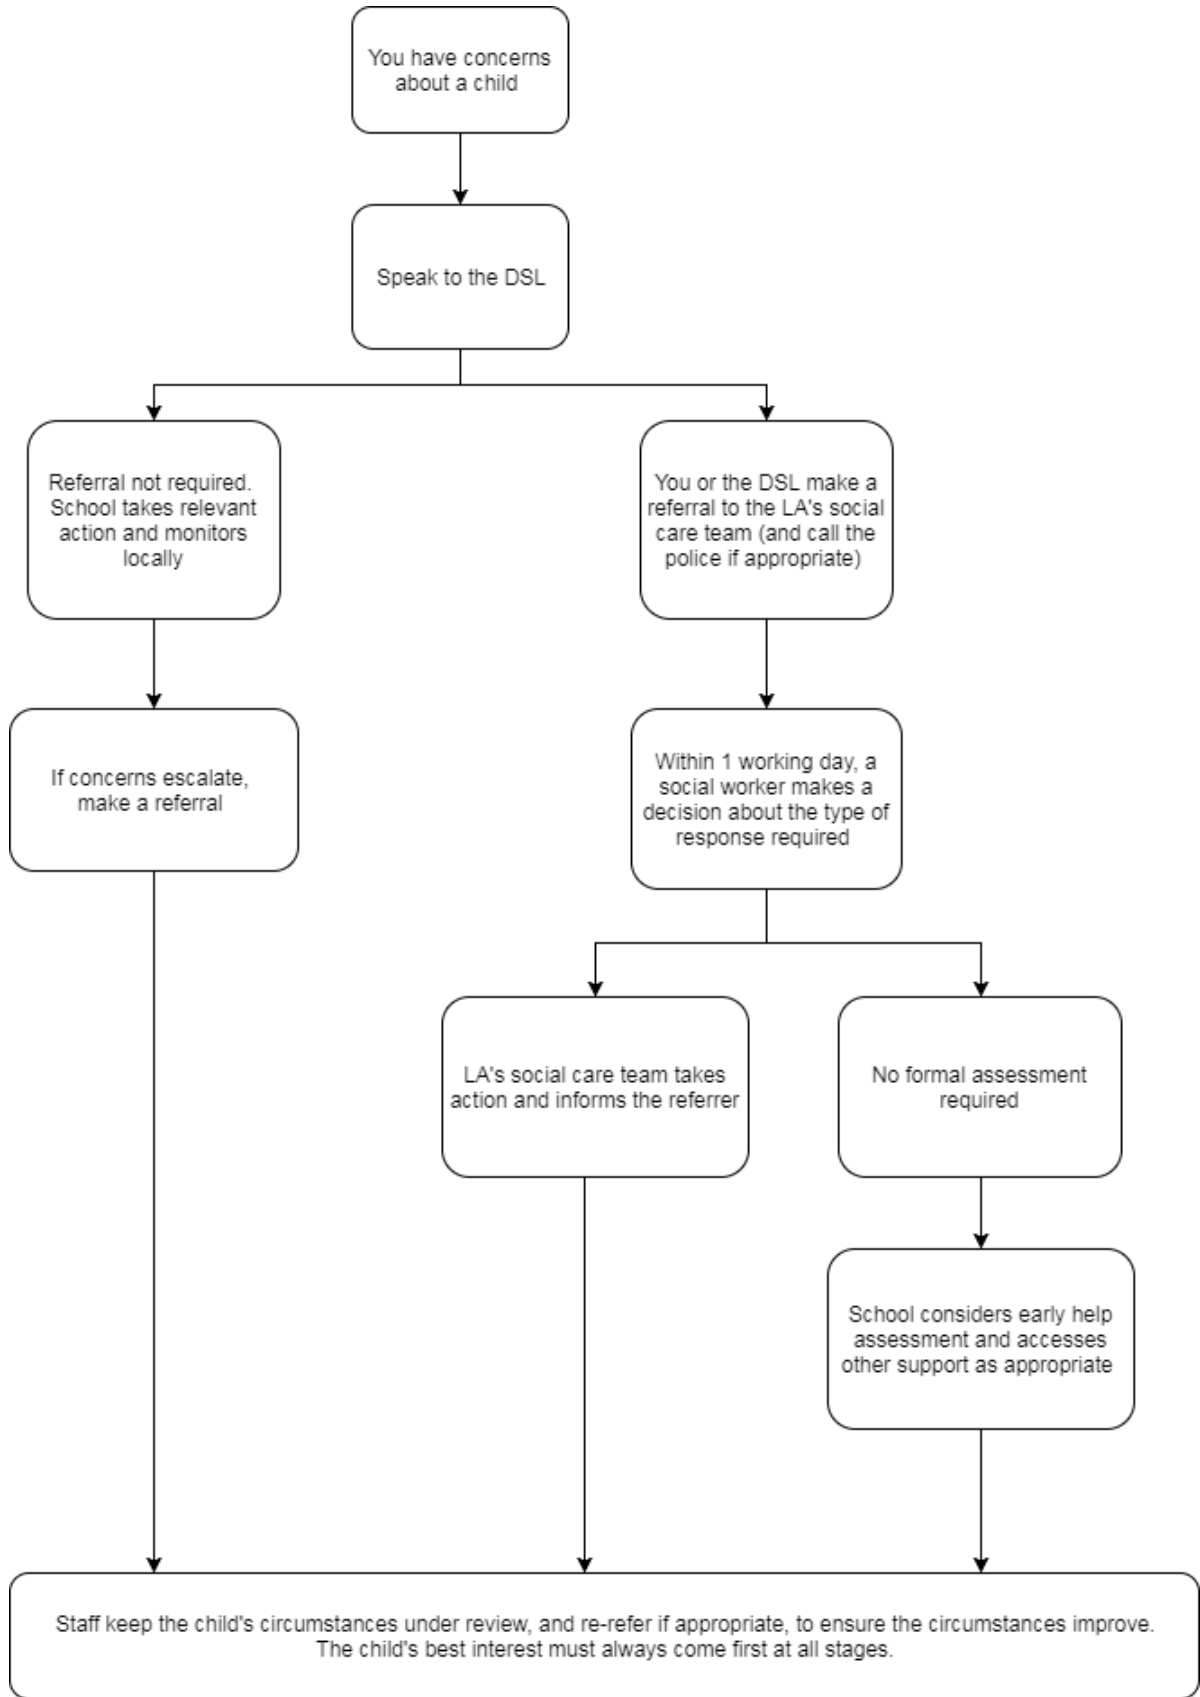 You have concerns
about a child
Speak to the DSL
Referral not required.
School takes relevant
action and monitors
locally
You or the DSL make a
referral to the LA's social
care team (and call the
police if appropriate)
If concerns escalate,
make a referral
Within 1 working day, a
social worker makes a
decision about the type of
response required
LA's social care team takes
action and informs the referrer
No formal assessment
required
School considers early help
assessment and accesses
other support as appropriate
Staff keep the child's circumstances under review, and re-refer if appropriate, to ensure the circumstances improve.
The child's best interest must always come first at all stages.